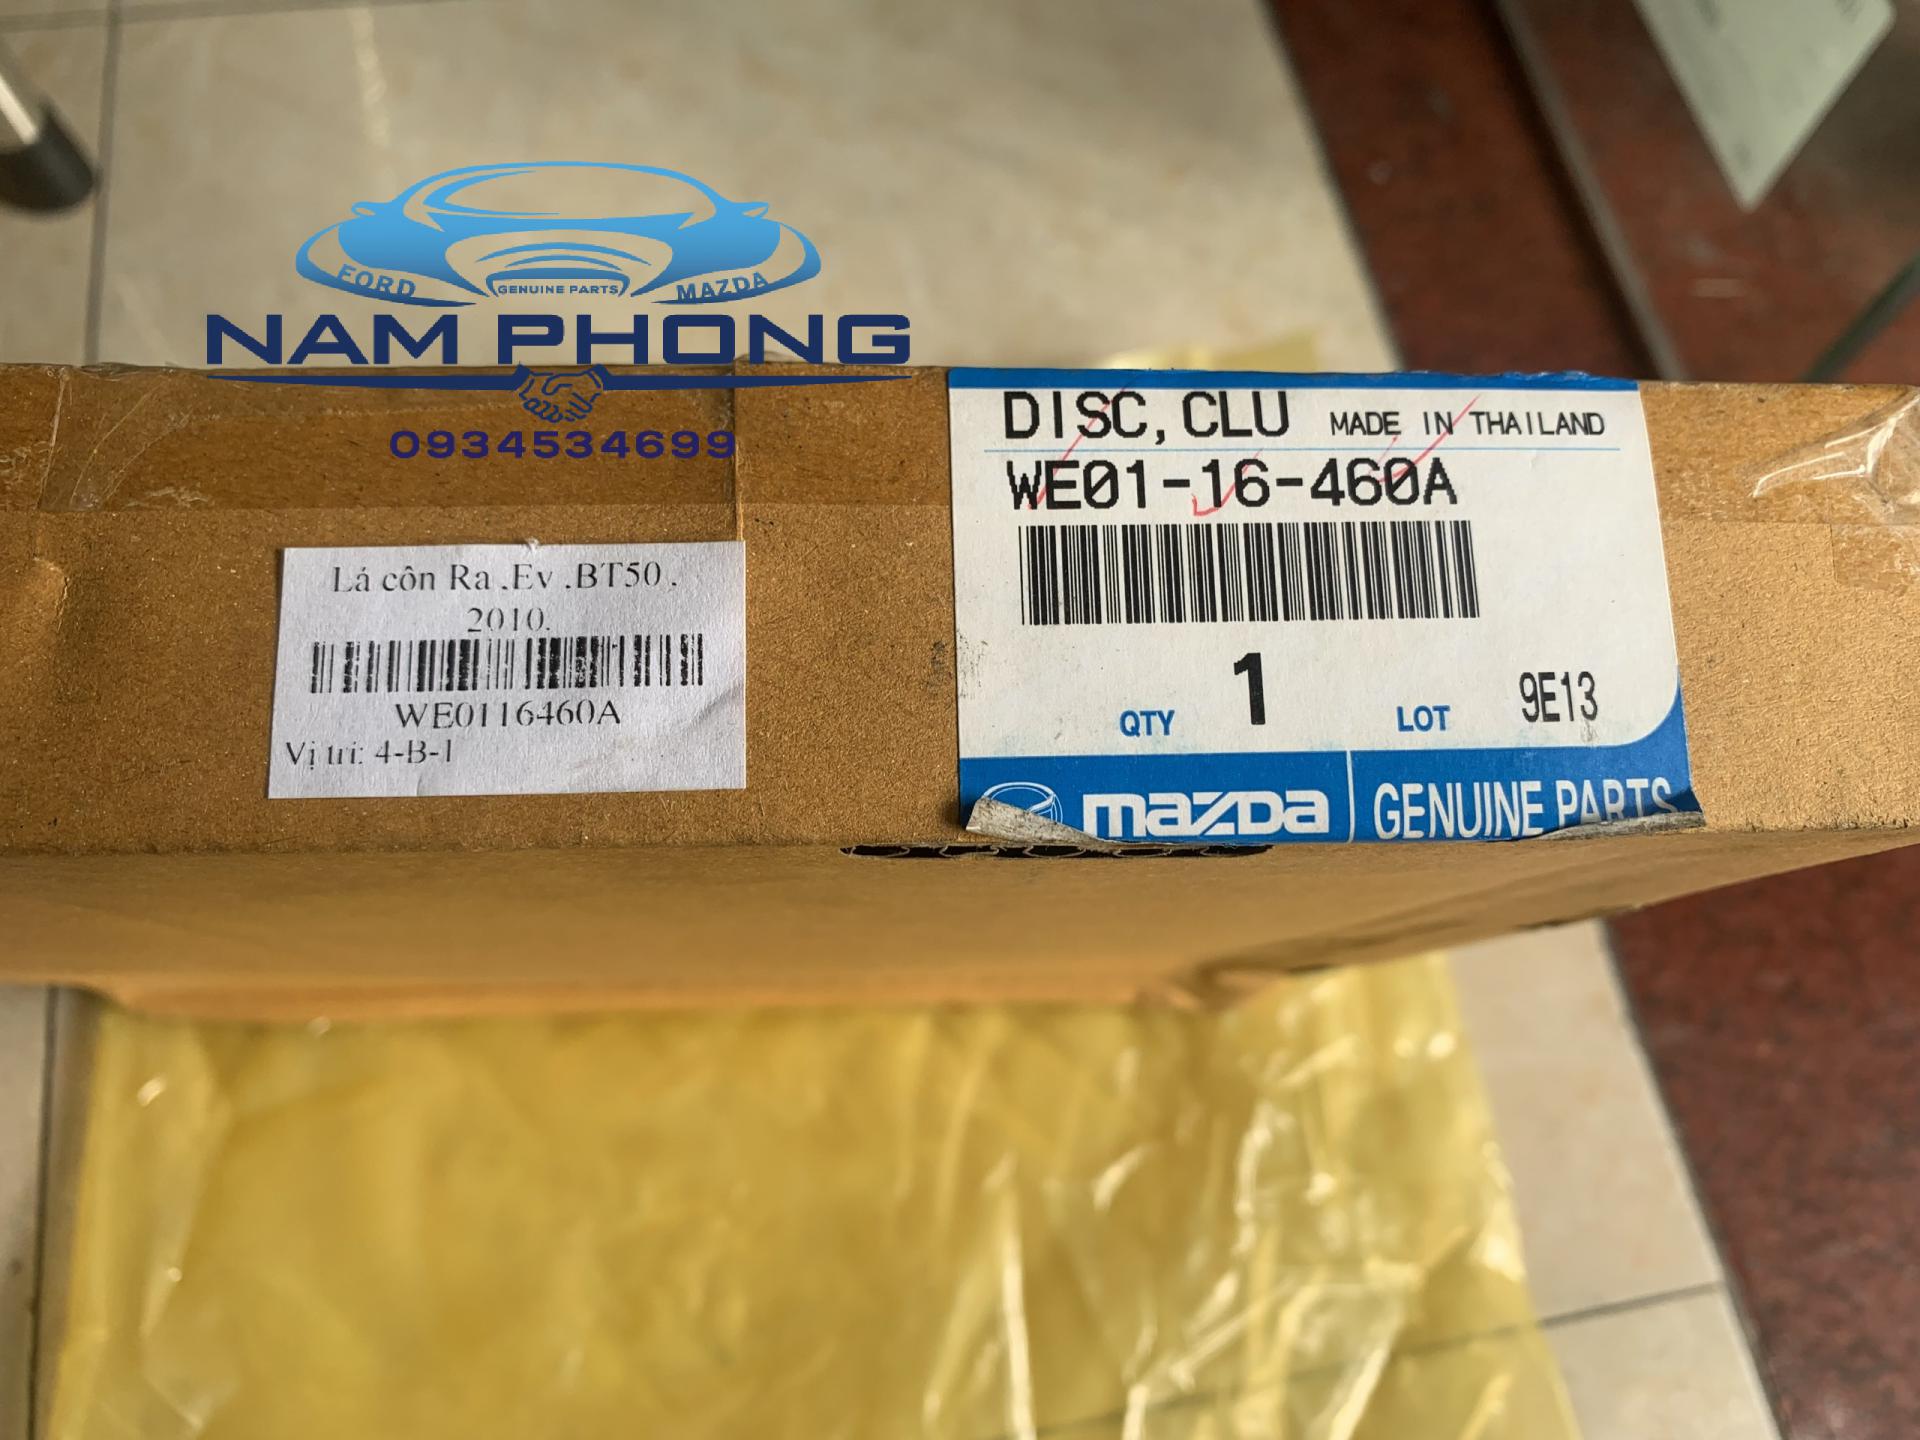 FORD
GENUINE PARTS
MAZDA
NAM PHONG
0934534699
DISC, CLU MADE IN THAILAND
WE01-16-460A
1
QTY
LOT
9E13
mazda
GENUINE PARTS
Lá côn Ra .Ev .BT50 .
2010.
WE0116460A
Vị trí: 4-B-1